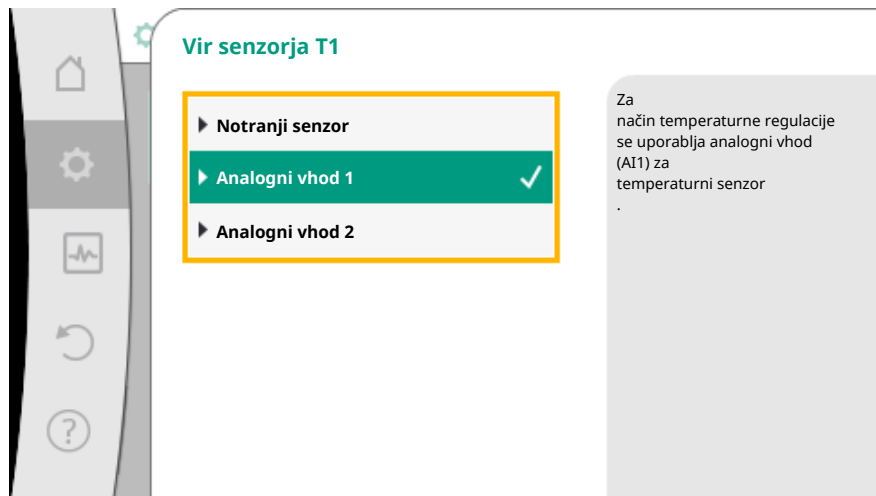 Vir senzorja T1
Notranji senzor
Analogni vhod 1
Analogni vhod 2
Za
način temperaturne regulacije
se uporablja analogni vhod
(AI1) za
temperaturni senzor
.
?